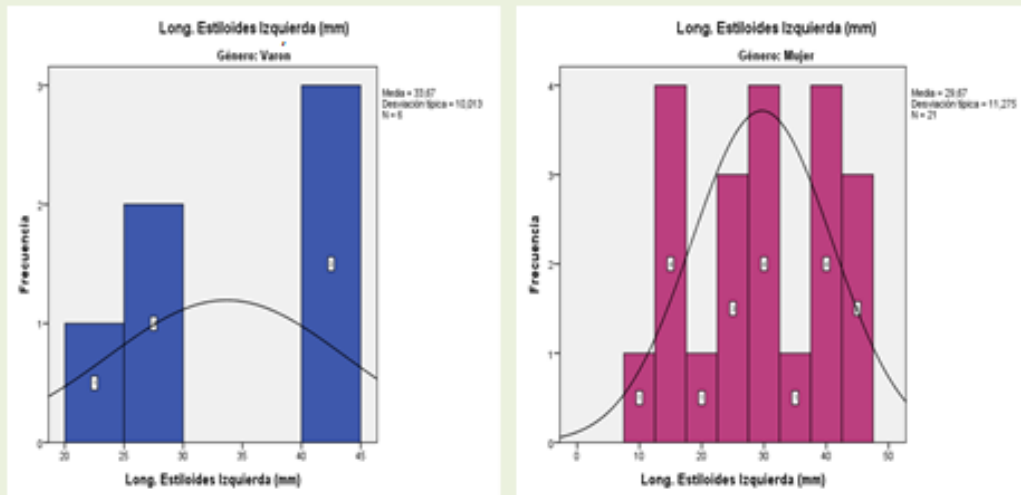 Long. Estiloides Izquierda (mm)
Género: Varon
Media = 33,67
Desviación típica = 10,013
N = 6
Frecuencia
3
2
1
0
20 25 30 35 40 45
Long. Estiloides Izquierda (mm)
Long. Estiloides Izquierda (mm)
Género: Mujer
Media = 29,67
Desviación típica = 11,275
N = 21
Frecuencia
4
3
2
1
0
0 10 20 30 40 50
Long. Estiloides Izquierda (mm)